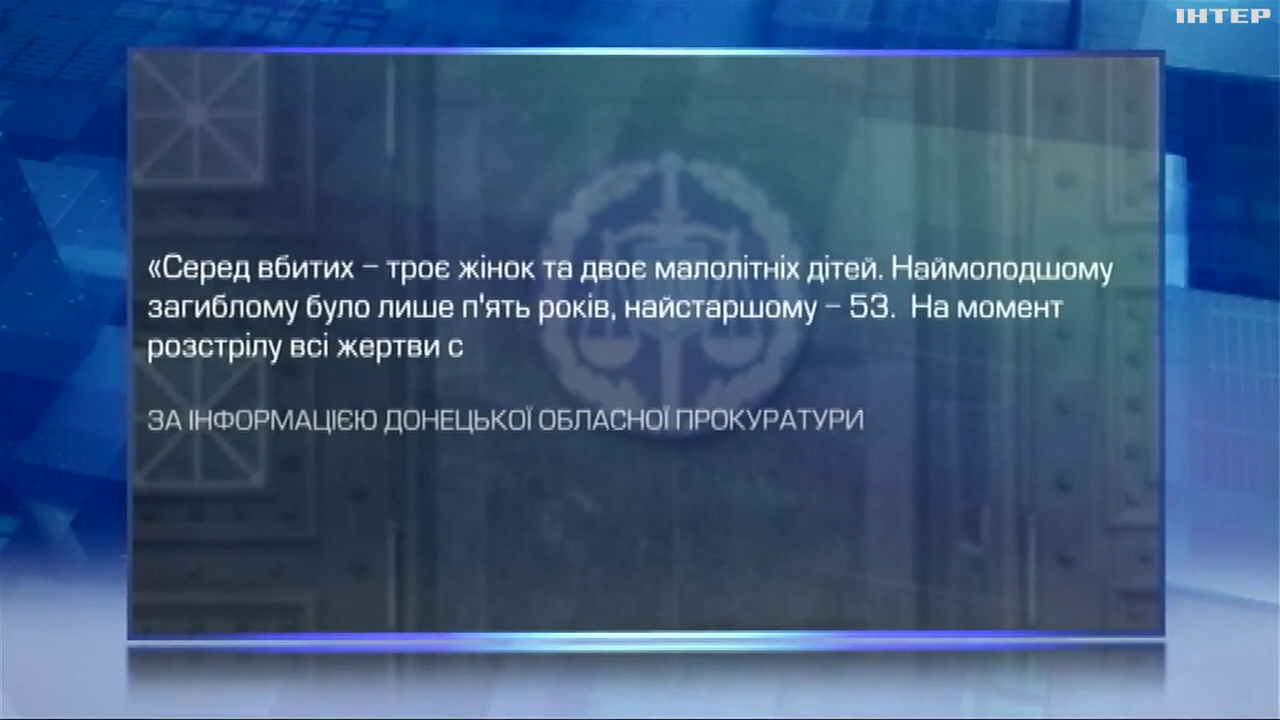 ІНТЕР
«Серед вбитих – троє жінок та двоє малолітніх дітей. Наймолодшому
загиблому було лише п'ять років, найстаршому – 53. На момент
розстрілу всі жертви с
ЗА ІНФОРМАЦІЄЮ ДОНЕЦЬКОЇ ОБЛАСНОЇ ПРОКУРАТУРИ